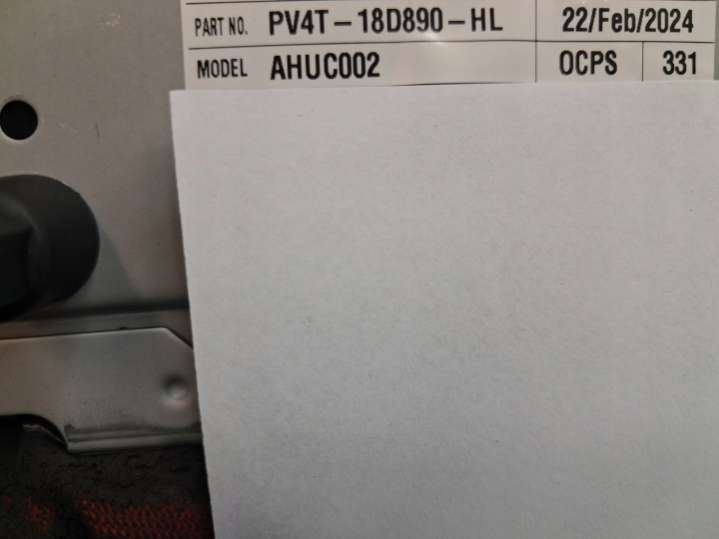 PART NO. PV4T-18D890-HL 22/Feb/2024
MODEL AHUC002 OCPS 331